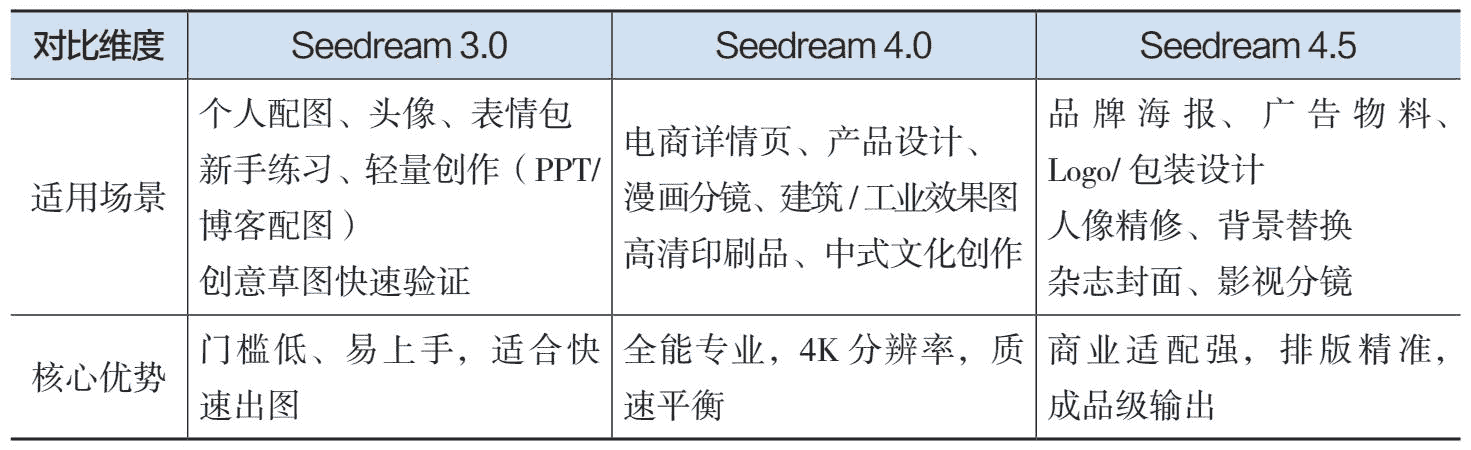 对比维度 Seedream 3.0 Seedream 4.0 Seedream 4.5
适用场景
个人配图、头像、表情包
新手练习、轻量创作（PPT/
博客配图）
创意草图快速验证
电商详情页、产品设计、
漫画分镜、建筑/工业效果图
高清印刷品、中式文化创作
品牌海报、广告物料、
Logo/包装设计
人像精修、背景替换
杂志封面、影视分镜
核心优势
门槛低、易上手，适合快
速出图
全能专业，4K分辨率，质
速平衡
商业适配强，排版精准，
成品级输出